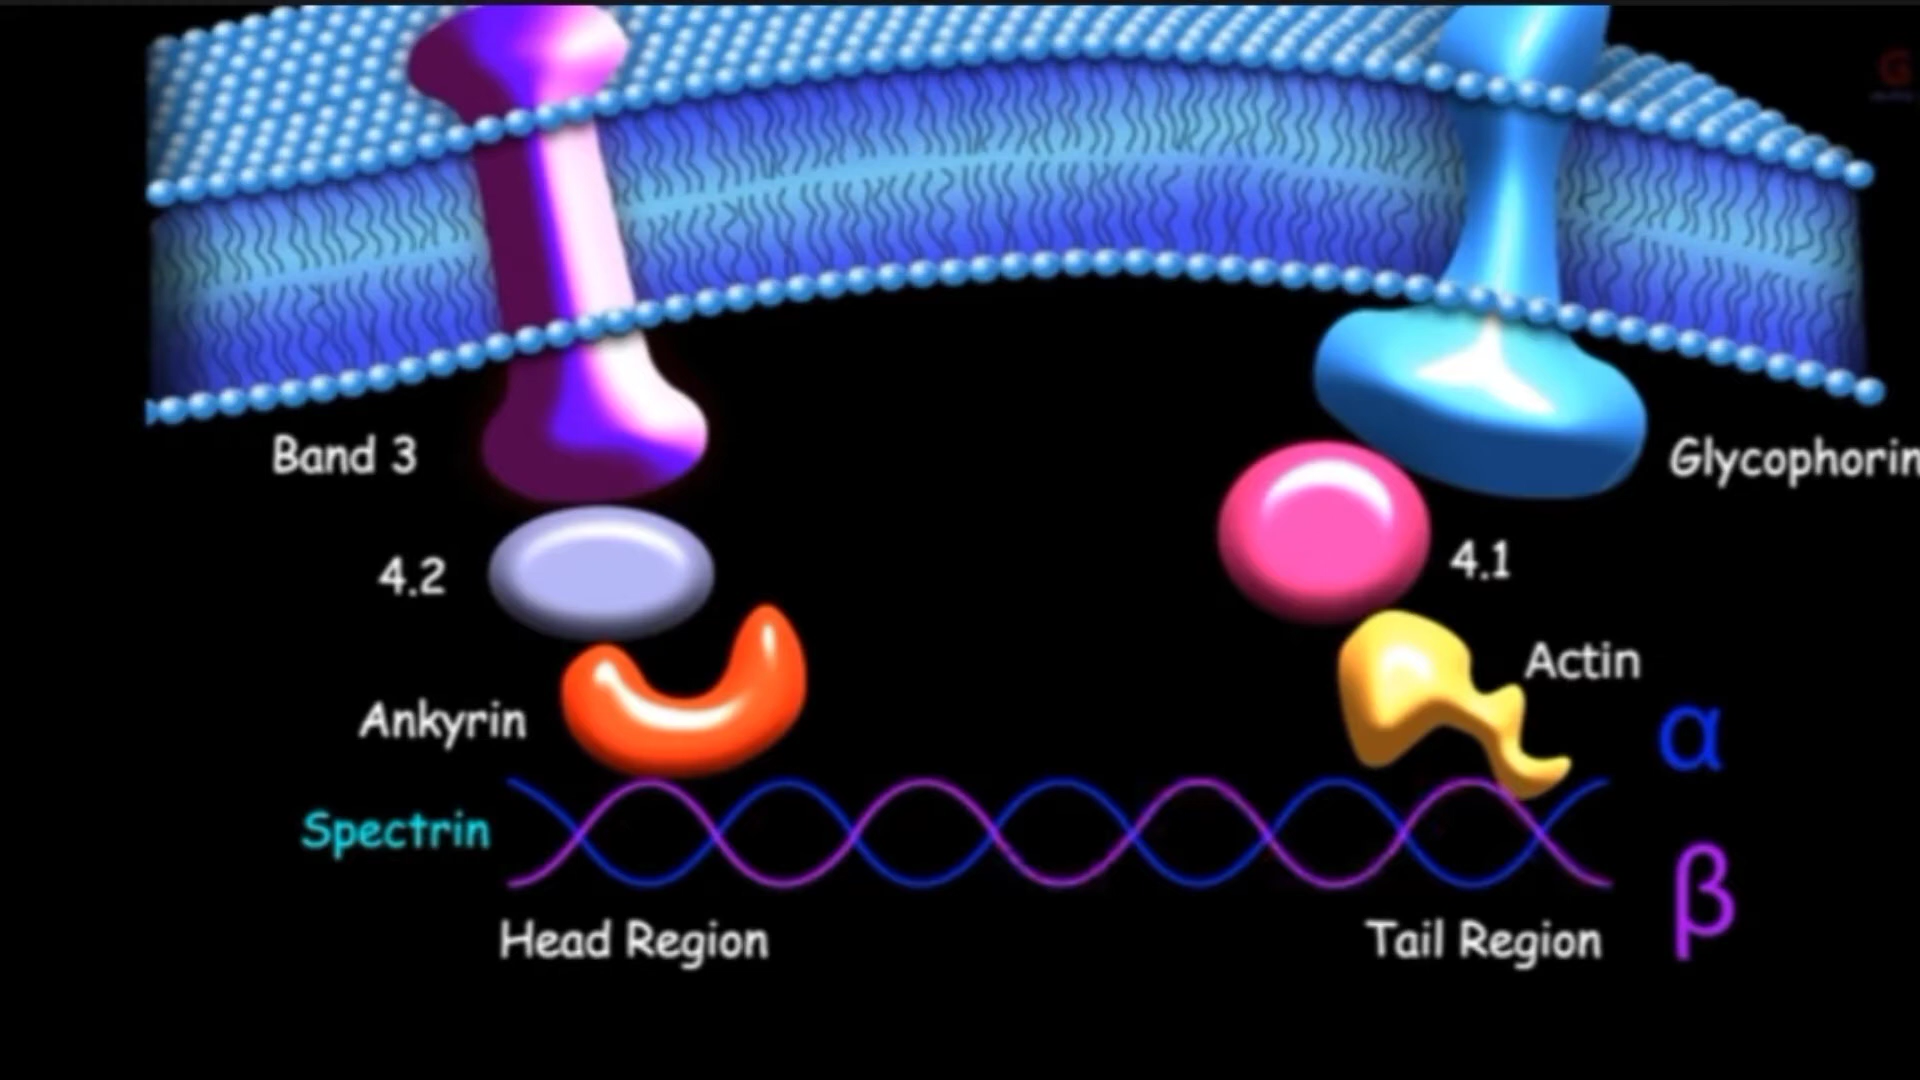 Band 3
Glycophorin
4.2
4.1
Actin
Ankyrin
α
Spectrin
β
Head Region
Tail Region
G